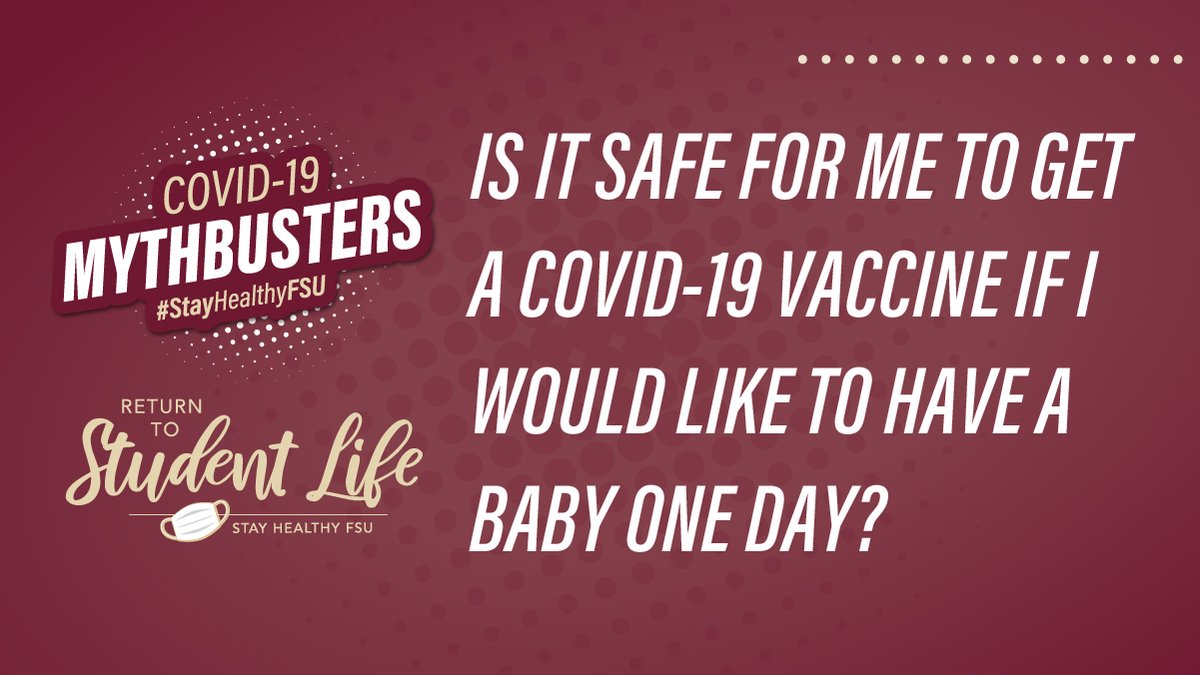 COVID-19
MYTHBUSTERS
#StayHealthyFSU
RETURN
TO
Student Life
STAY HEALTHY FSU
IS IT SAFE FOR ME TO GET
A COVID-19 VACCINE IF I
WOULD LIKE TO HAVE A
BABY ONE DAY?